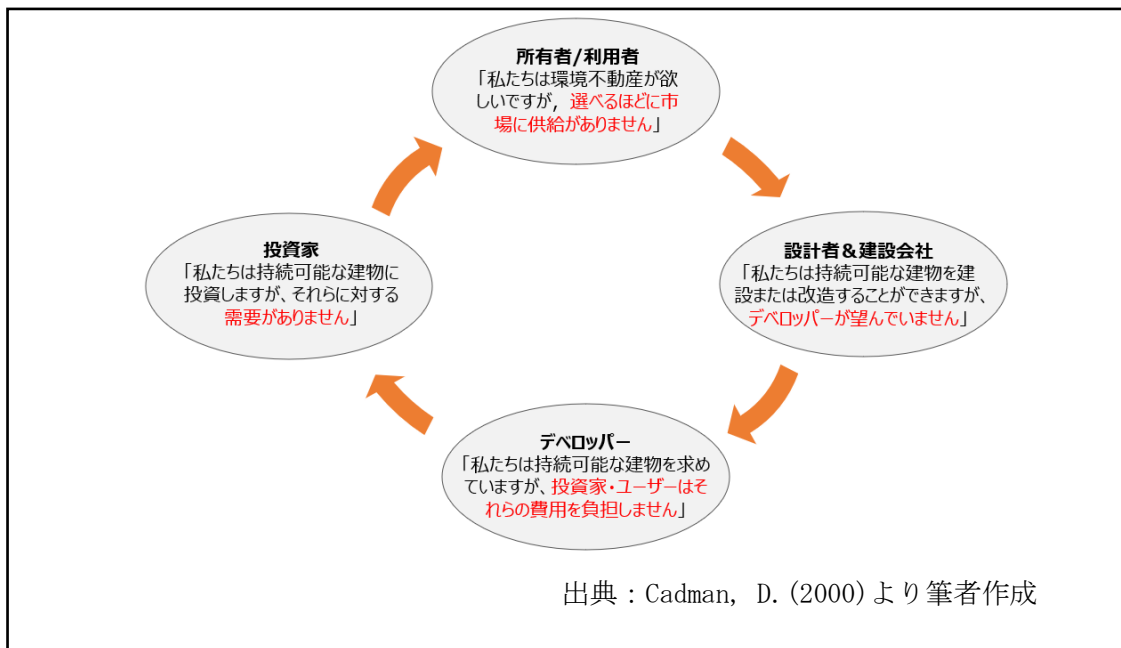 所有者/利用者
「私たちは環境不動産が欲
しいですが，選べるほどに市
場に供給がありません」
投資家
「私たちは持続可能な建物に
投資しますが、それらに対する
需要がありません」
設計者＆建設会社
「私たちは持続可能な建物を建
設または改造することができますが、
デベロッパーが望んでいません」
デベロッパー
「私たちは持続可能な建物を求め
ていますが、投資家・ユーザーはそ
れらの費用を負担しません」
出典：Cadman, D.(2000)より筆者作成